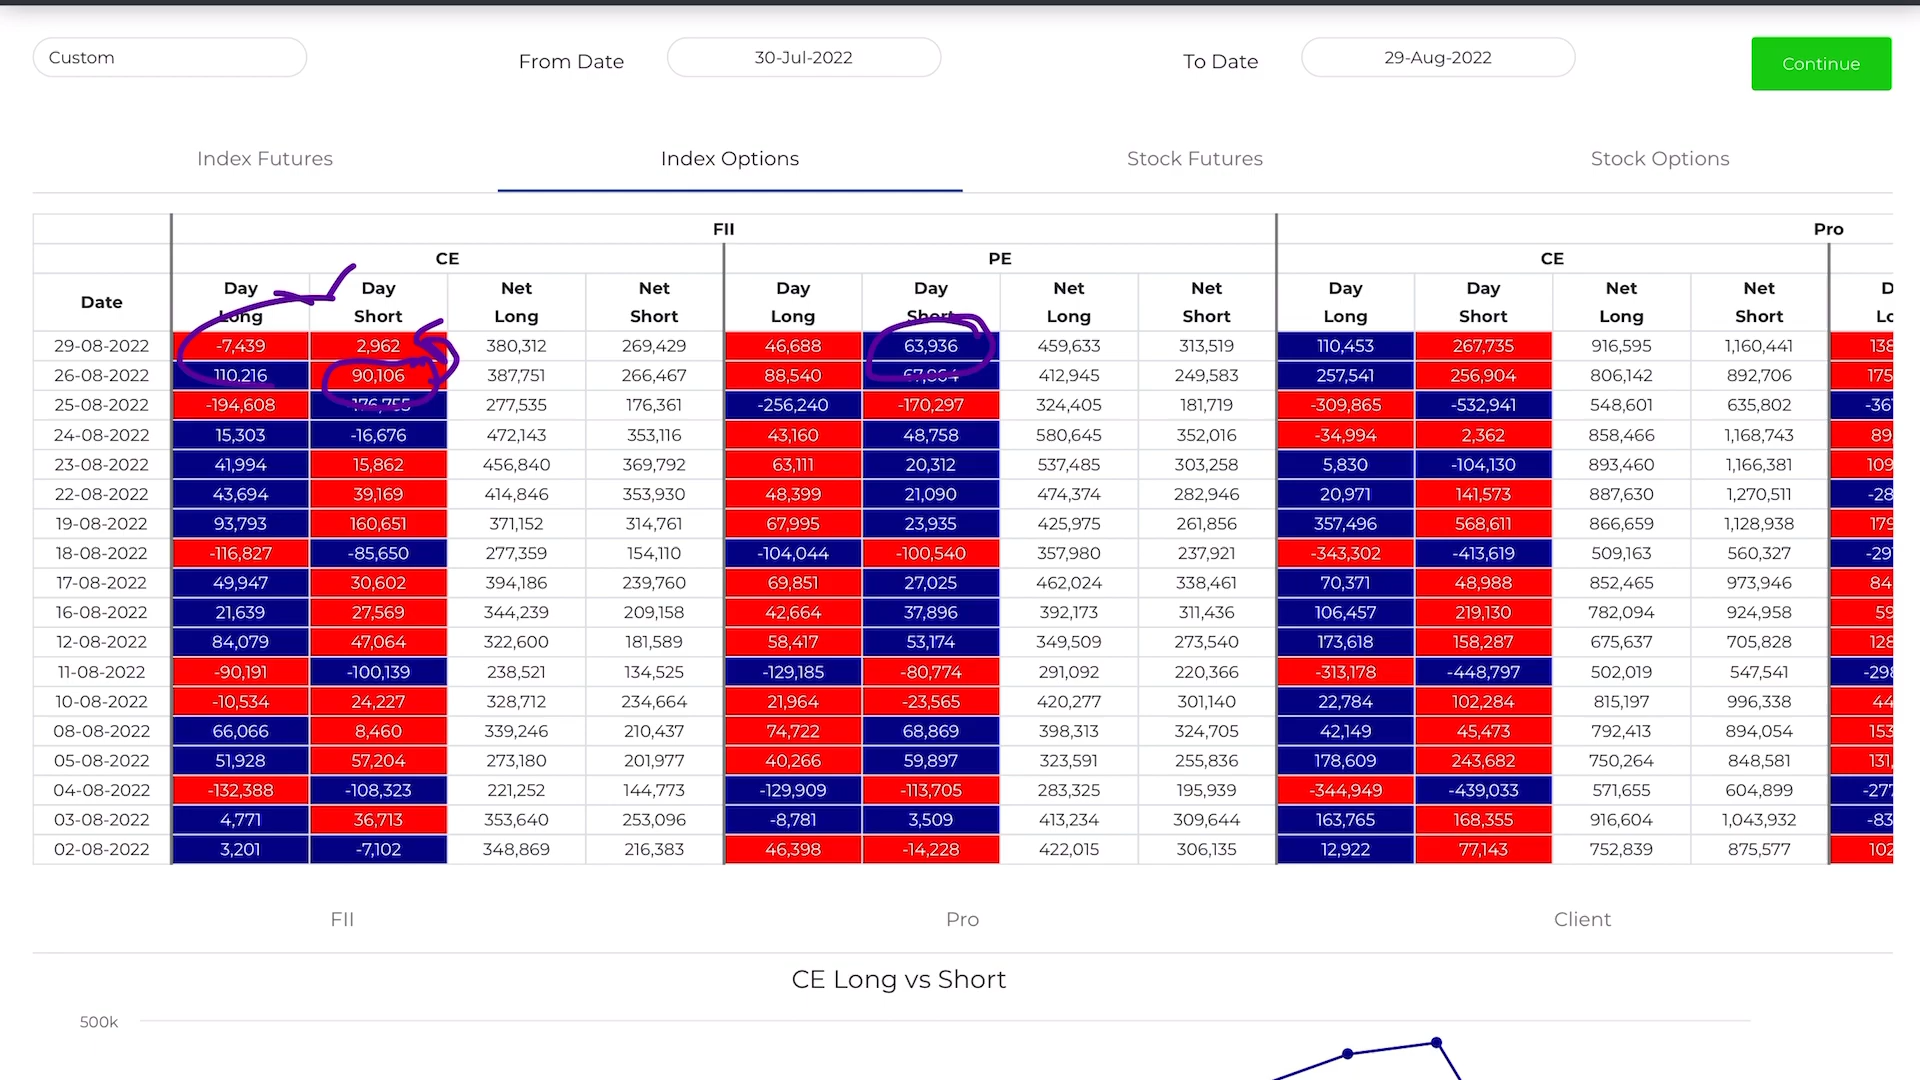 Custom From Date 30-Jul-2022 To Date 29-Aug-2022 Continue
Index Futures Index Options Stock Futures Stock Options
FII Pro
CE PE CE
Date Day Long Day Short Net Long Net Short Day Long Day Short Net Long Net Short Day Long Day Short Net Long Net Short
29-08-2022 -7,439 2,962 380,312 269,429 46,688 63,936 459,633 313,519 110,453 267,735 916,595 1,160,441 138
26-08-2022 110,216 90,106 387,751 266,467 88,540 67,864 412,945 249,583 257,541 256,904 806,142 892,706 175
25-08-2022 -194,608 -176,755 277,535 176,361 -256,240 -170,297 324,405 181,719 -309,865 -532,941 548,601 635,802 -36
24-08-2022 15,303 -16,676 472,143 353,116 43,160 48,758 580,645 352,016 -34,994 2,362 858,466 1,168,743 89
23-08-2022 41,994 15,862 456,840 369,792 63,111 20,312 537,485 303,258 5,830 -104,130 893,460 1,166,381 109
22-08-2022 43,694 39,169 414,846 353,930 48,399 21,090 474,374 282,946 20,971 141,573 887,630 1,270,511 -28
19-08-2022 93,793 160,651 371,152 314,761 67,995 23,935 425,975 261,856 357,496 568,611 866,659 1,128,938 179
18-08-2022 -116,827 -85,650 277,359 154,110 -104,044 -100,540 357,980 237,921 -343,302 -413,619 509,163 560,327 -29
17-08-2022 49,947 30,602 394,186 239,760 69,851 27,025 462,024 338,461 70,371 48,988 852,465 973,946 84
16-08-2022 21,639 27,569 344,239 209,158 42,664 37,896 392,173 311,436 106,457 219,130 782,094 924,958 59
12-08-2022 84,079 47,064 322,600 181,589 58,417 53,174 349,509 273,540 173,618 158,287 675,637 705,828 128
11-08-2022 -90,191 -100,139 238,521 134,525 -129,185 -80,774 291,092 220,366 -313,178 -448,797 502,019 547,541 -298
10-08-2022 -10,534 24,227 328,712 234,664 21,964 -23,565 420,277 301,140 22,784 102,284 815,197 996,338 44
08-08-2022 66,066 8,460 339,246 210,437 74,722 68,869 398,313 324,705 42,149 45,473 792,413 894,054 153
05-08-2022 51,928 57,204 273,180 201,977 40,266 59,897 323,591 255,836 178,609 243,682 750,264 848,581 131
04-08-2022 -132,388 -108,323 221,252 144,773 -129,909 -113,705 283,325 195,939 -344,949 -439,033 571,655 604,899 -277
03-08-2022 4,771 36,713 353,640 253,096 -8,781 3,509 413,234 309,644 163,765 168,355 916,604 1,043,932 -83
02-08-2022 3,201 -7,102 348,869 216,383 46,398 -14,228 422,015 306,135 12,922 77,143 752,839 875,577 102
FII Pro Client
CE Long vs Short
500k